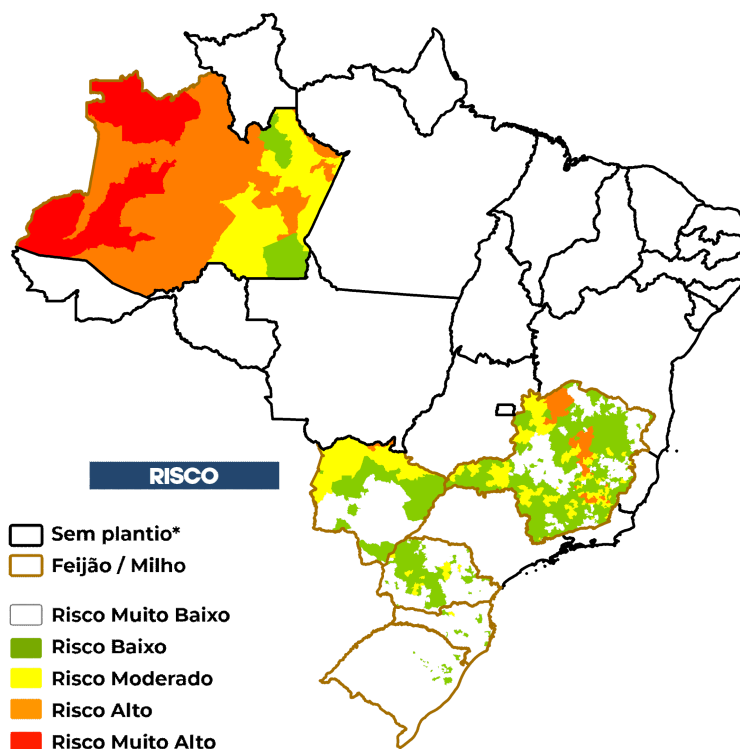 RISCO
Sem plantio*
Feijão / Milho
Risco Muito Baixo
Risco Baixo
Risco Moderado
Risco Alto
Risco Muito Alto